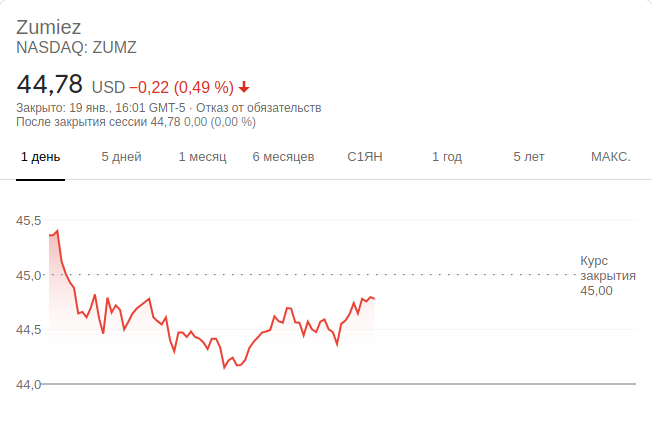 Zumiez
NASDAQ: ZUMZ
44,78 USD −0,22 (0,49 %)
Закрыто: 19 янв., 16:01 GMT-5 · Отказ от обязательств
После закрытия сессии 44,78 0,00 (0,00 %)
1 день 5 дней 1 месяц 6 месяцев С1ЯН 1 год 5 лет МАКС.
45,5
45,0
44,5
44,0
Курс
закрытия
45,00